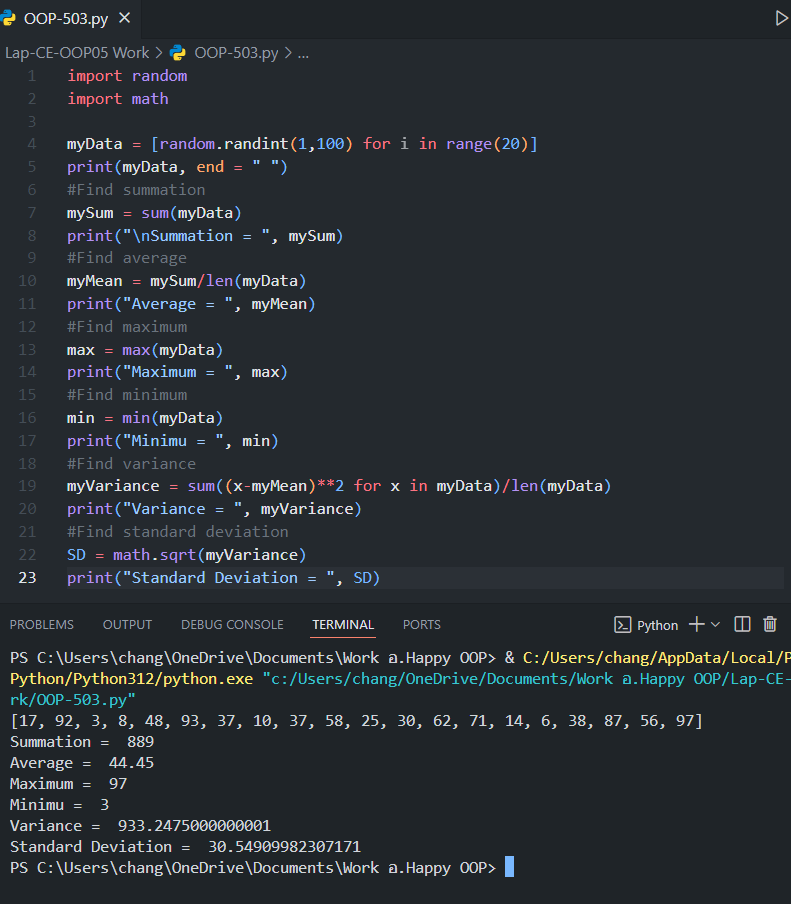 OOP-503.py
Lap-CE-OOP05 Work > OOP-503.py > ...
1 import random
2 import math
3
4 myData = [random.randint(1,100) for i in range(20)]
5 print(myData, end = " ")
6 #Find summation
7 mySum = sum(myData)
8 print("\nSummation = ", mySum)
9 #Find average
10 myMean = mySum/len(myData)
11 print("Average = ", myMean)
12 #Find maximum
13 max = max(myData)
14 print("Maximum = ", max)
15 #Find minimum
16 min = min(myData)
17 print("Minimu = ", min)
18 #Find variance
19 myVariance = sum((x-myMean)**2 for x in myData)/len(myData)
20 print("Variance = ", myVariance)
21 #Find standard deviation
22 SD = math.sqrt(myVariance)
23 print("Standard Deviation = ", SD)
PROBLEMS OUTPUT DEBUG CONSOLE TERMINAL PORTS Python
PS C:\Users\chang\OneDrive\Documents\Work อ.Happy OOP> & C:/Users/chang/AppData/Local/P
Python/Python312/python.exe "c:/Users/chang/OneDrive/Documents/Work อ.Happy OOP/Lap-CE-
rk/OOP-503.py"
[17, 92, 3, 8, 48, 93, 37, 10, 37, 58, 25, 30, 62, 71, 14, 6, 38, 87, 56, 97]
Summation =  889
Average =  44.45
Maximum =  97
Minimu =  3
Variance =  933.2475000000001
Standard Deviation =  30.54909982307171
PS C:\Users\chang\OneDrive\Documents\Work อ.Happy OOP>